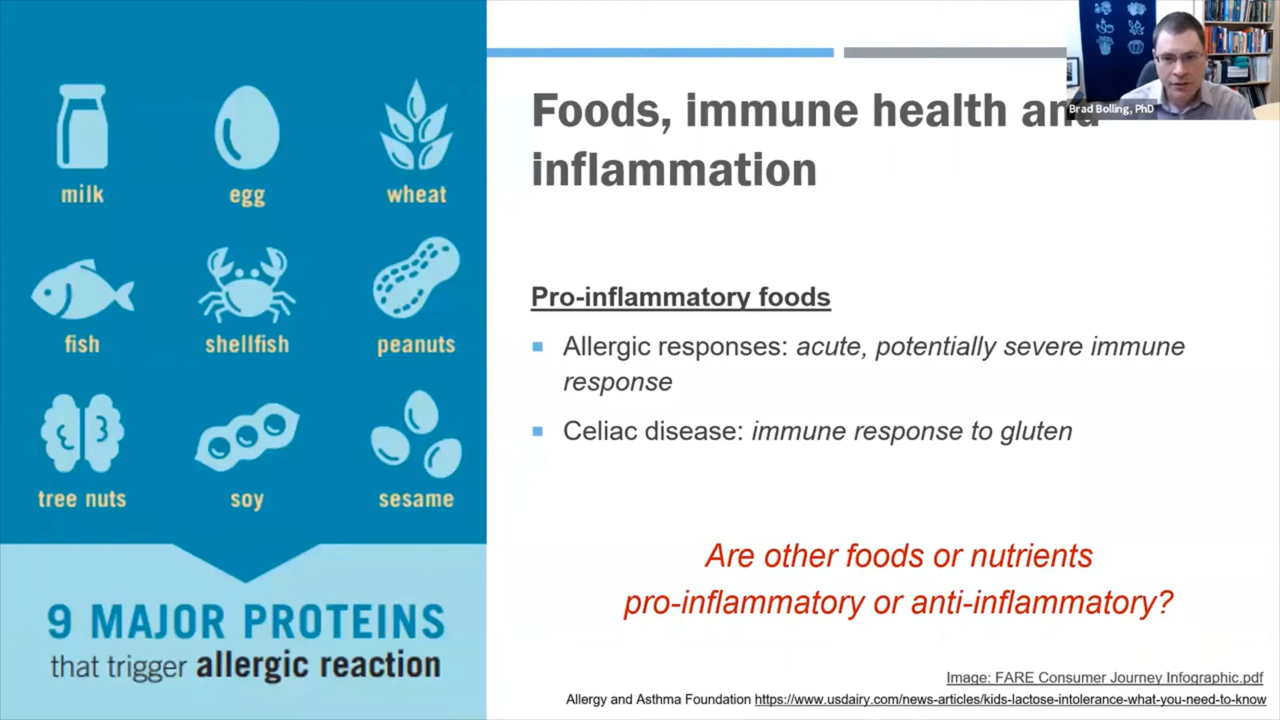 milk
egg
wheat
fish
shellfish
peanuts
tree nuts
soy
sesame
9 MAJOR PROTEINS
that trigger allergic reaction
Brad Bolling, PhD
Foods, immune health and
inflammation
Pro-inflammatory foods
Allergic responses: acute, potentially severe immune
response
Celiac disease: immune response to gluten
Are other foods or nutrients
pro-inflammatory or anti-inflammatory?
Image: FARE Consumer Journey Infographic.pdf
Allergy and Asthma Foundation https://www.usdairy.com/news-articles/kids-lactose-intolerance-what-you-need-to-know